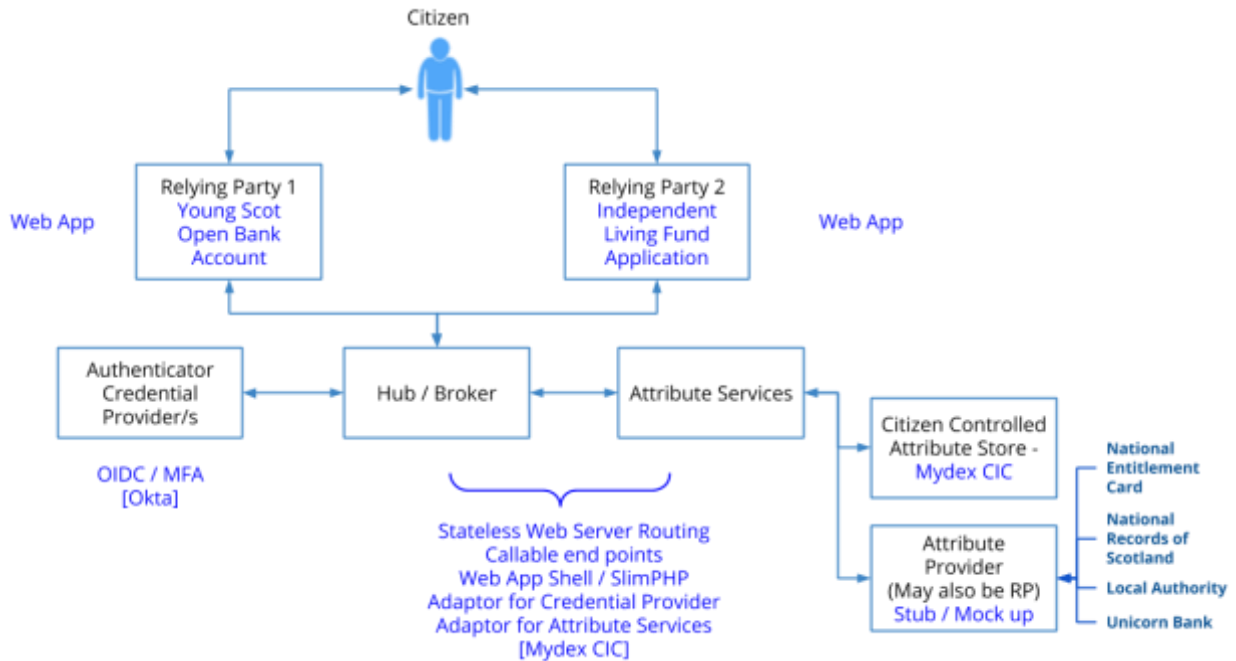 Citizen
Relying Party 1
Young Scot
Open Bank
Account
Relying Party 2
Independent
Living Fund
Application
Web App
Web App
Authenticator
Credential
Provider/s
Hub / Broker
Attribute Services
OIDC / MFA
[Okta]
Stateless Web Server Routing
Callable end points
Web App Shell / SlimPHP
Adaptor for Credential Provider
Adaptor for Attribute Services
[Mydex CIC]
Citizen Controlled
Attribute Store -
Mydex CIC
Attribute
Provider
(May also be RP)
Stub / Mock up
National
Entitlement
Card
National
Records of
Scotland
Local Authority
Unicorn Bank